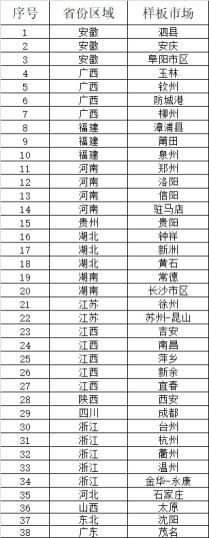 序号 省份区域 样板市场
1 安徽 泗县
2 安徽 安庆
3 安徽 阜阳市区
4 广西 玉林
5 广西 钦州
6 广西 防城港
7 广西 柳州
8 福建 漳浦县
9 福建 莆田
10 福建 泉州
11 河南 郑州
12 河南 洛阳
13 河南 信阳
14 河南 驻马店
15 贵州 贵阳
16 湖北 钟祥
17 湖北 新洲
18 湖北 黄石
19 湖南 常德
20 湖南 长沙市区
21 江苏 徐州
22 江苏 苏州-昆山
23 江西 吉安
24 江西 南昌
25 江西 萍乡
26 江西 新余
27 江西 宜春
28 陕西 西安
29 四川 成都
30 浙江 台州
31 浙江 杭州
32 浙江 衢州
33 浙江 温州
34 浙江 金华-永康
35 河北 石家庄
36 山西 太原
37 东北 沈阳
38 广东 茂名